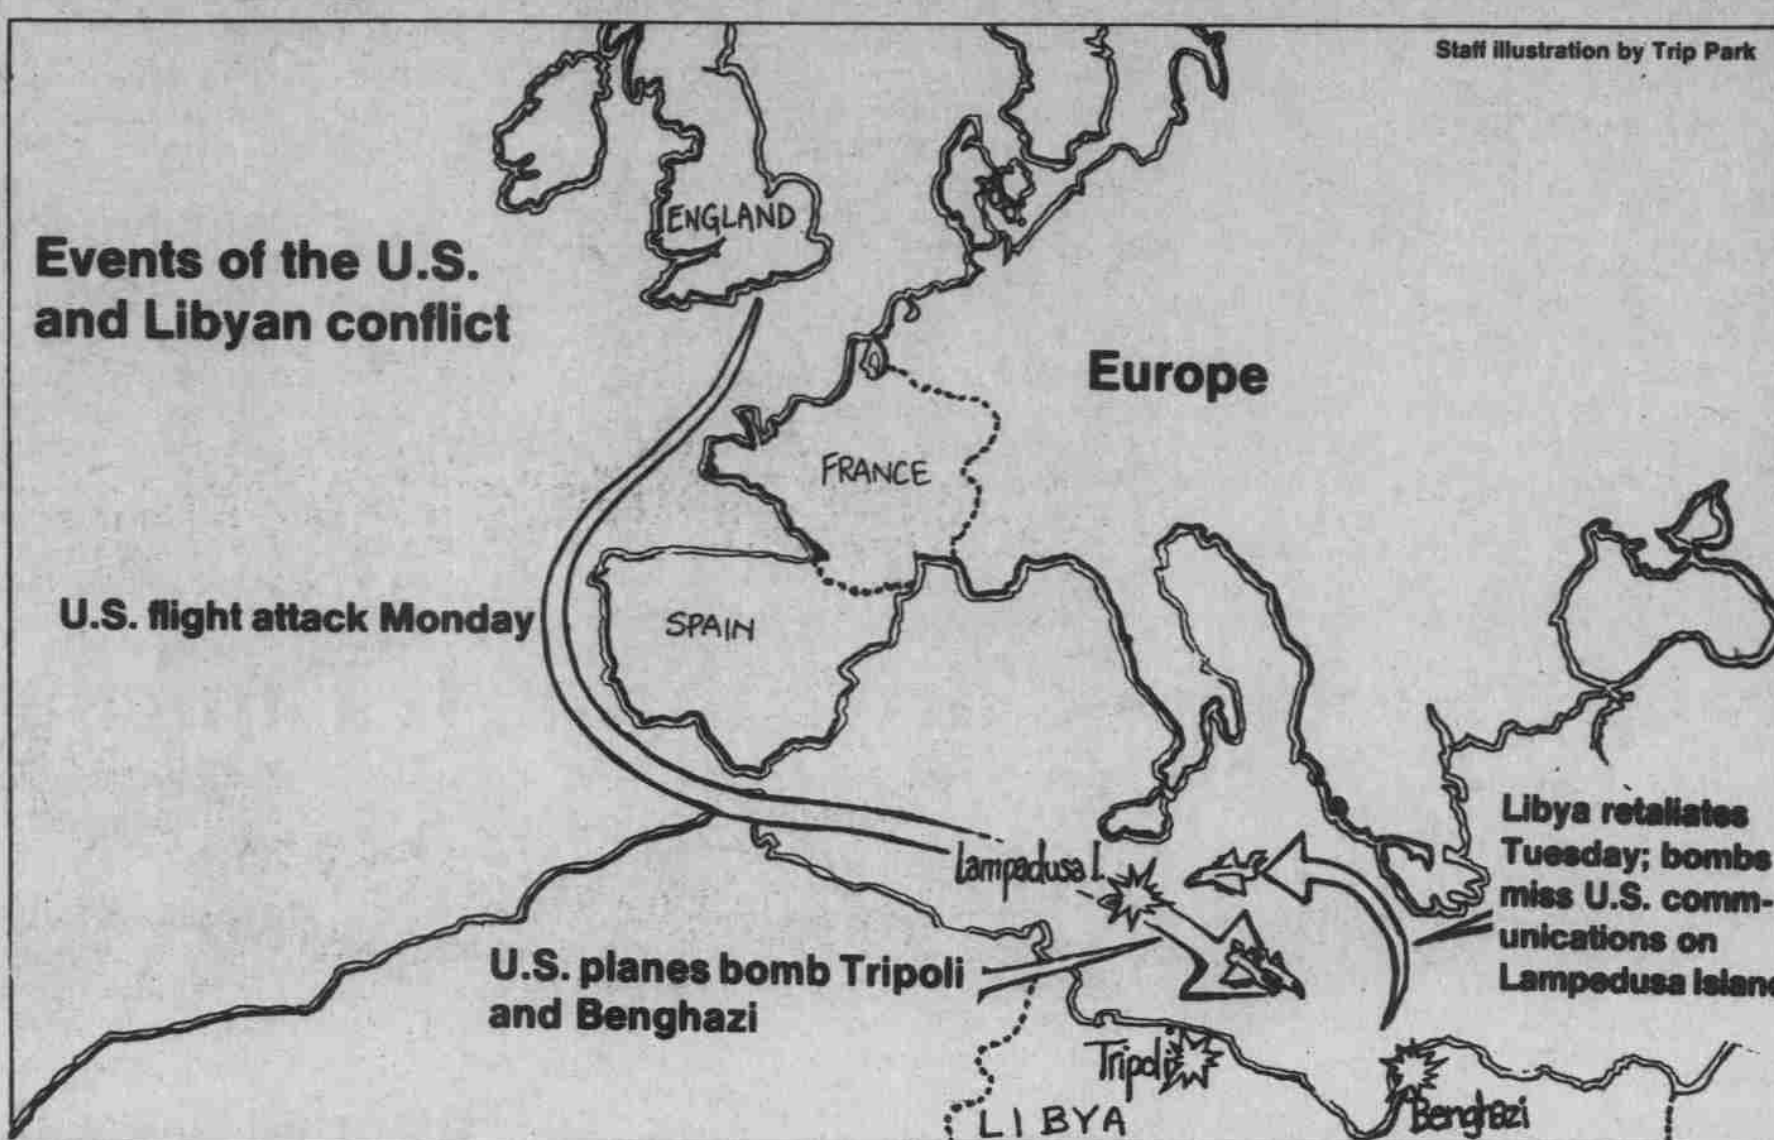 Staff illustration by Trip Park
Events of the U.S.
and Libyan conflict
ENGLAND
Europe
FRANCE
U.S. flight attack Monday
SPAIN
Lampadusa I.
Libya retaliates
Tuesday; bombs
miss U.S. comm-
unications on
Lampedusa Island
U.S. planes bomb Tripoli
and Benghazi
Tripoli
Benghazi
LIBYA